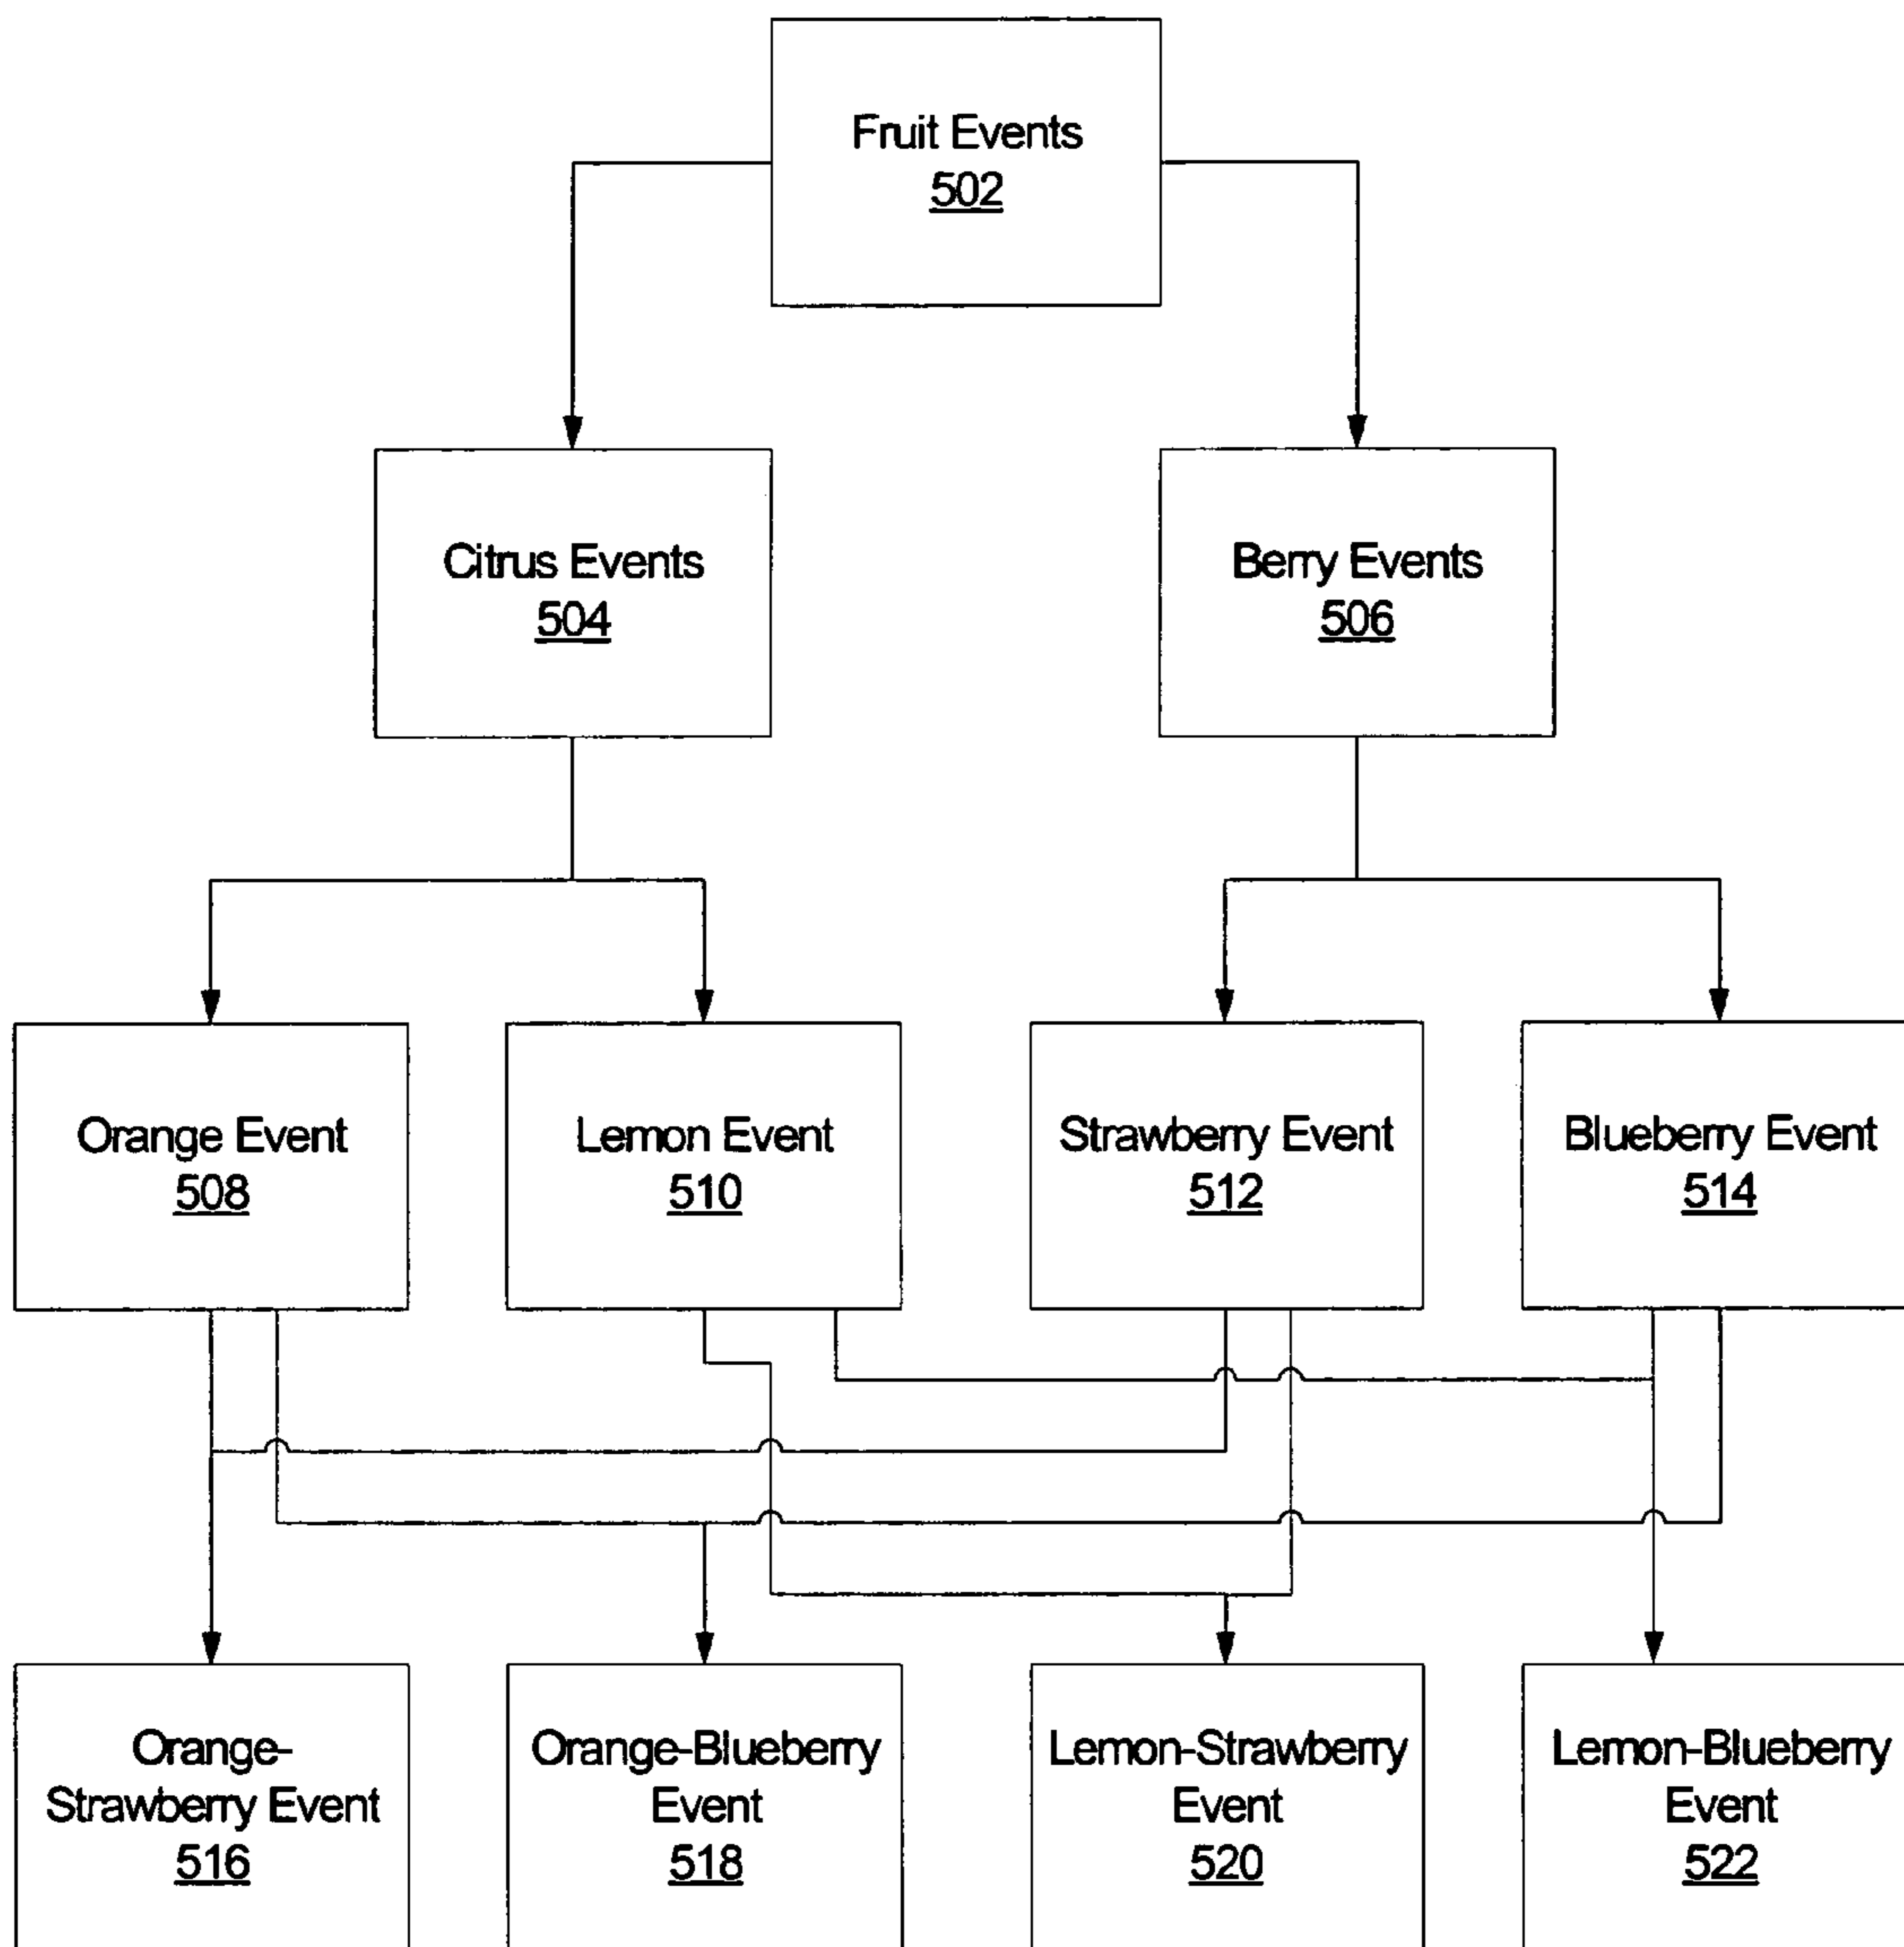 Fruit Events
502
Citrus Events
504
Berry Events
506
Orange Event
508
Lemon Event
510
Strawberry Event
512
Blueberry Event
514
Orange-
Strawberry Event
516
Orange-Blueberry
Event
518
Lemon-Strawberry
Event
520
Lemon-Blueberry
Event
522